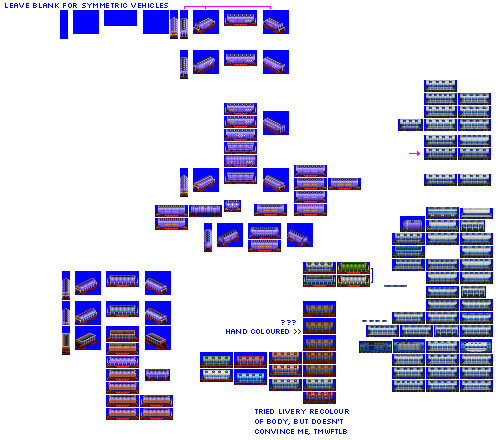 LEAVE BLANK FOR SYMMETRIC VEHICLES
???
HAND COLOURED >>
TRIED LIVERY RECOLOUR
OF BODY, BUT DOESN'T
CONVINCE ME, TMWFTLB